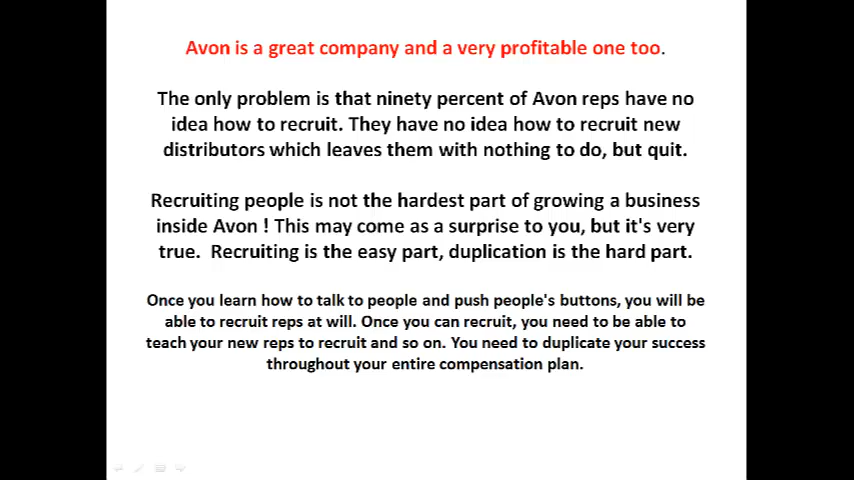 Avon is a great company and a very profitable one too.
The only problem is that ninety percent of Avon reps have no
idea how to recruit. They have no idea how to recruit new
distributors which leaves them with nothing to do, but quit.
Recruiting people is not the hardest part of growing a business
inside Avon ! This may come as a surprise to you, but it's very
true.  Recruiting is the easy part, duplication is the hard part.
Once you learn how to talk to people and push people's buttons, you will be
able to recruit reps at will. Once you can recruit, you need to be able to
teach your new reps to recruit and so on. You need to duplicate your success
throughout your entire compensation plan.